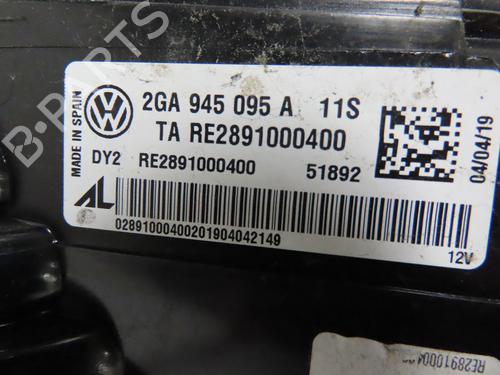 B-PARTS
MADE IN SPAIN
2GA 945 095 A 11S
TA RE2891000400
DY2 RE2891000400 51892
04/04/19
AL
02891000400201904042149
12V
RE28910004